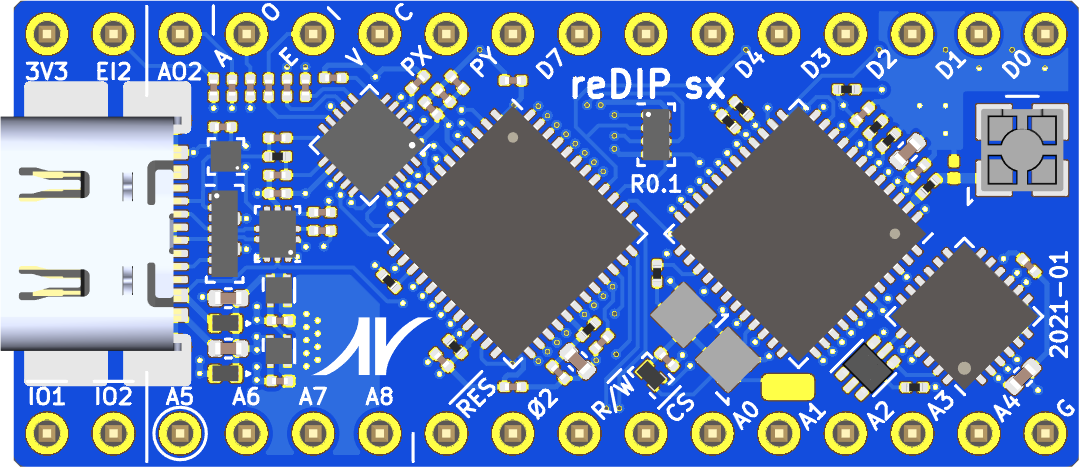 A O I C
E V PX PY D7 D4 D3 D2 D1 D0
3V3 EI2 AO2
reDIP sx
R0.1
2021-01
IO1 IO2 A5 A6 A7 A8 RES Ø2 R/W CS A0 A1 A2 A3 A4 G